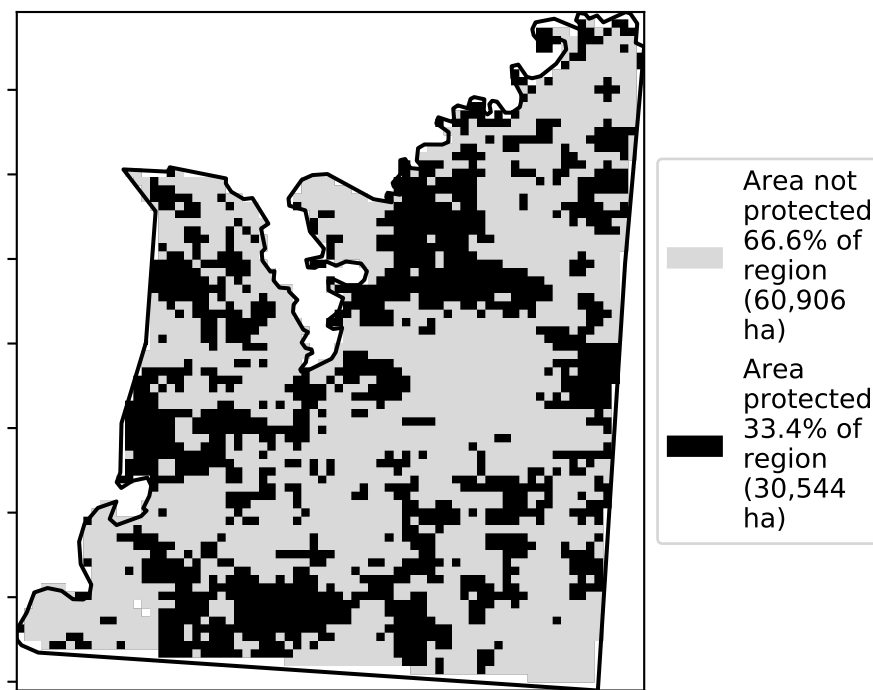 Area not
protected
66.6% of
region
(60,906
ha)
Area
protected
33.4% of
region
(30,544
ha)